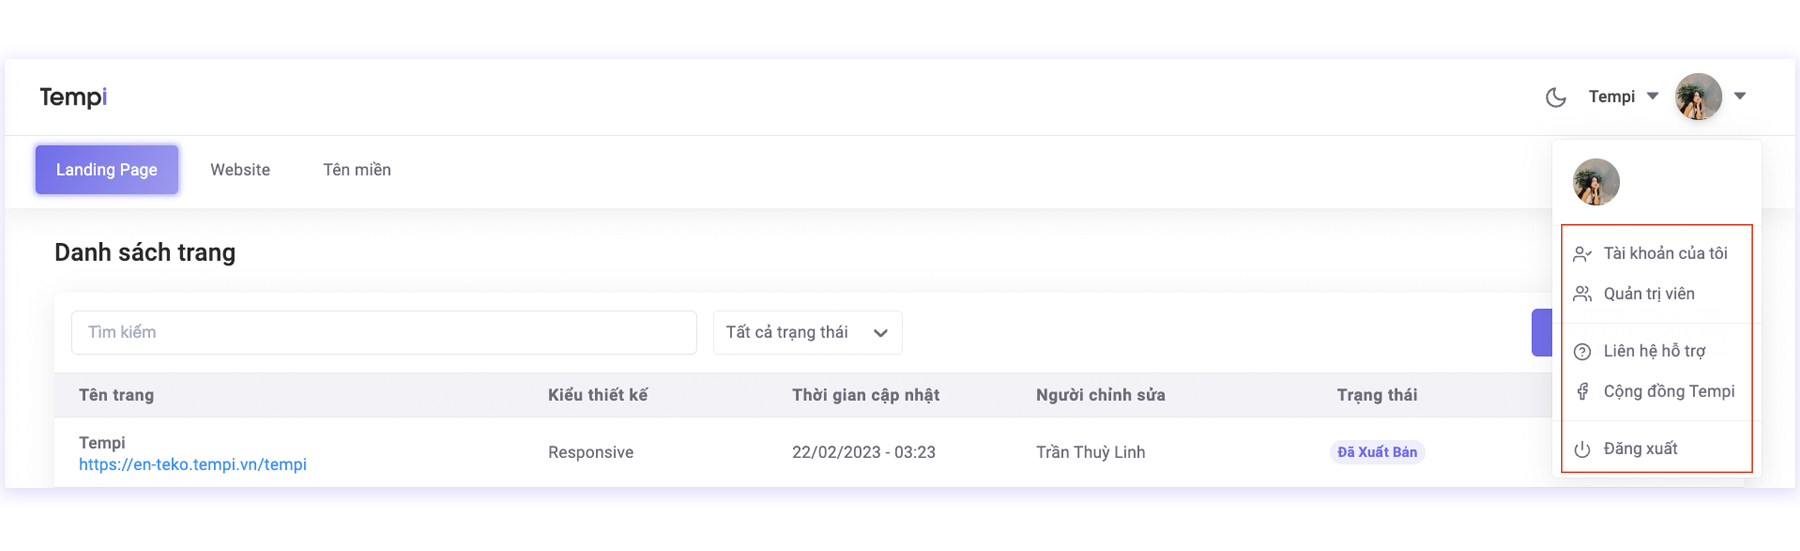 Tempi
Tempi
Landing Page
Website
Tên miền
Danh sách trang
Tài khoản của tôi
Quản trị viên
Tìm kiếm
Tất cả trạng thái
Liên hệ hỗ trợ
Cộng đồng Tempi
Đăng xuất
Tên trang
Kiểu thiết kế
Thời gian cập nhật
Người chỉnh sửa
Trạng thái
Tempi
https://en-teko.tempi.vn/tempi
Responsive
22/02/2023 - 03:23
Trần Thuỳ Linh
Đã Xuất Bản